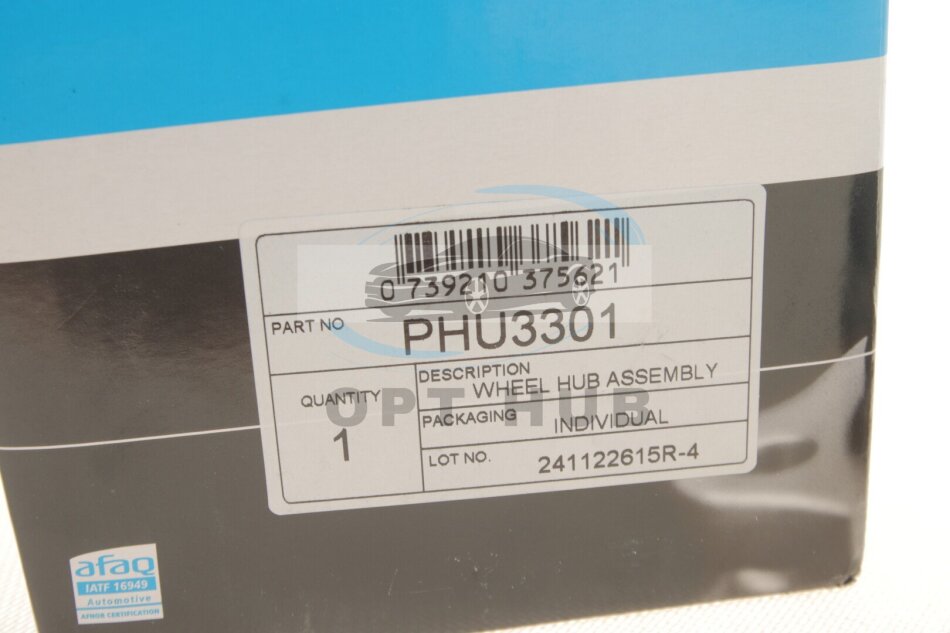 0 739210 375621
PART NO PHU3301
QUANTITY
1
DESCRIPTION
WHEEL HUB ASSEMBLY
PACKAGING
INDIVIDUAL
LOT NO. 241122615R-4
OPT HUB
afaq
IATF 16949
Automotive
AFNOR CERTIFICATION